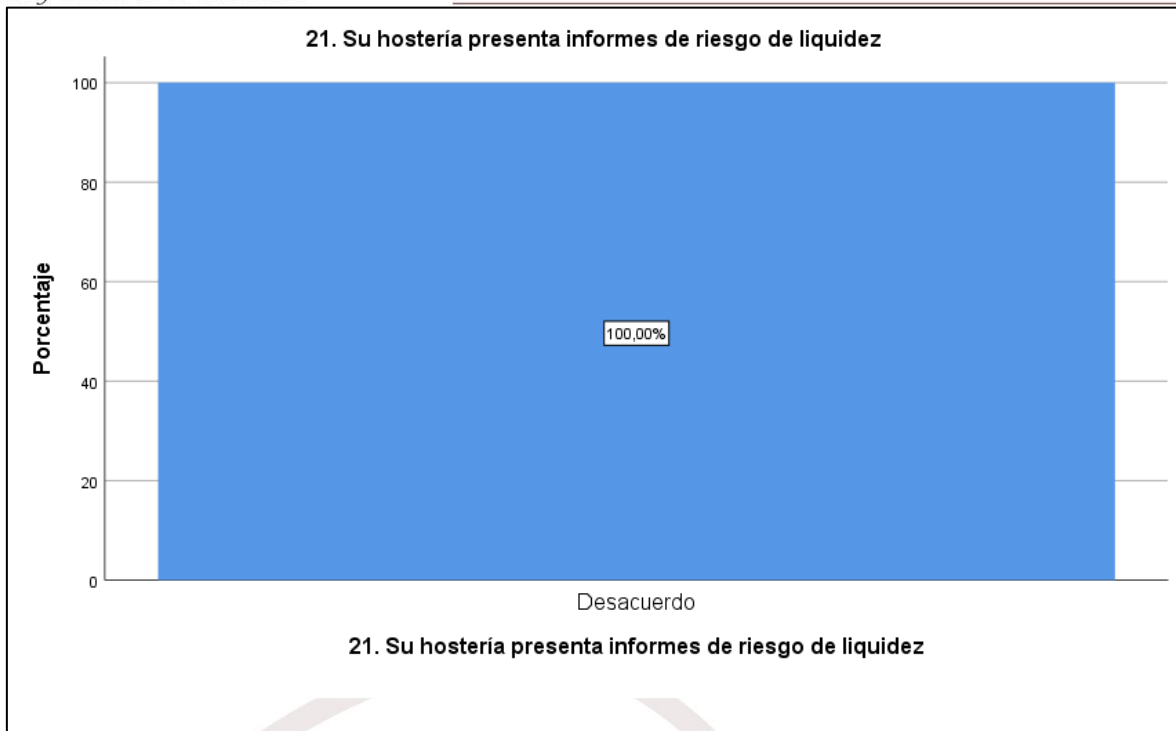 21. Su hostería presenta informes de riesgo de liquidez
100
80
60
40
20
0
Porcentaje
100,00%
Desacuerdo
21. Su hostería presenta informes de riesgo de liquidez